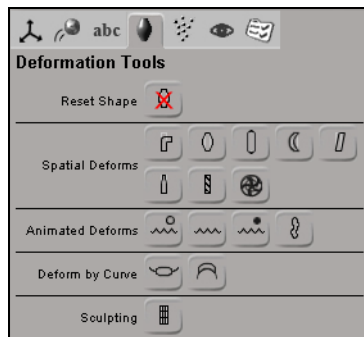 abc
Deformation Tools
Reset Shape
Spatial Deforms
Animated Deforms
Deform by Curve
Sculpting